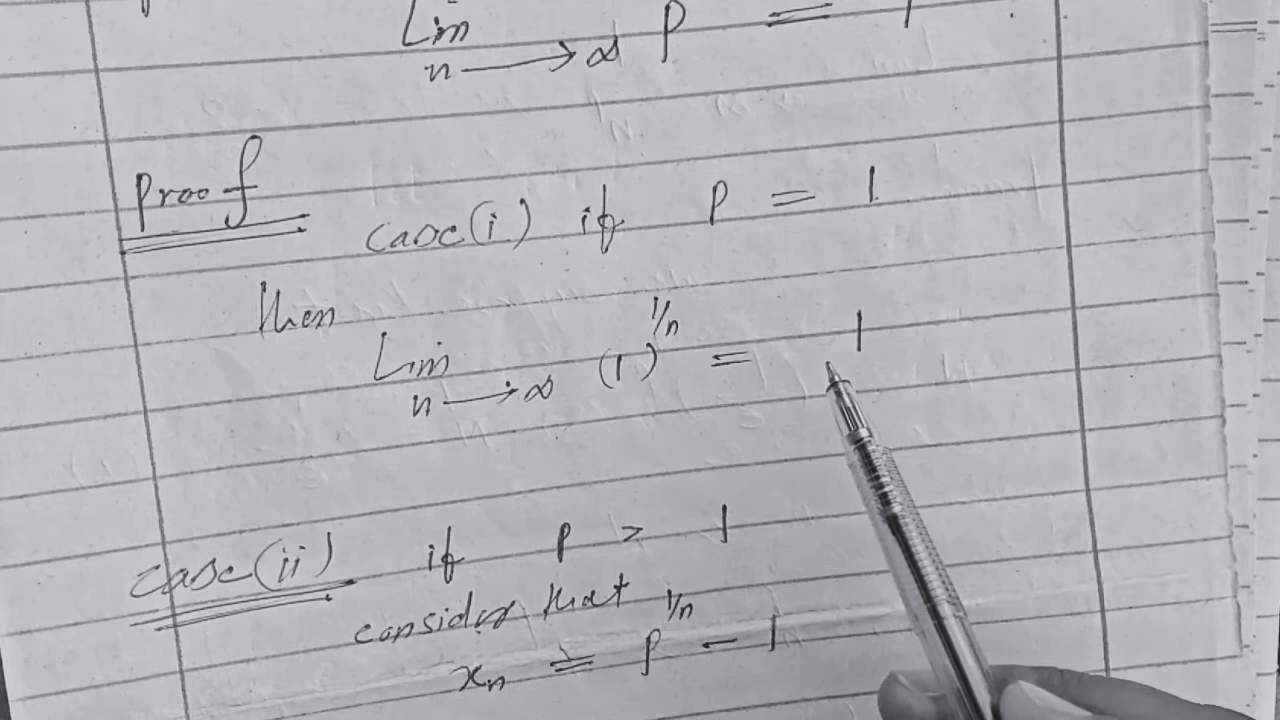 Lim
n → ∞ p = 1
Proof case(i) if p = 1
then
Lim
n → ∞ (1)^1/n = 1
case(ii) if p > 1
consider that
xₙ = p^1/n - 1